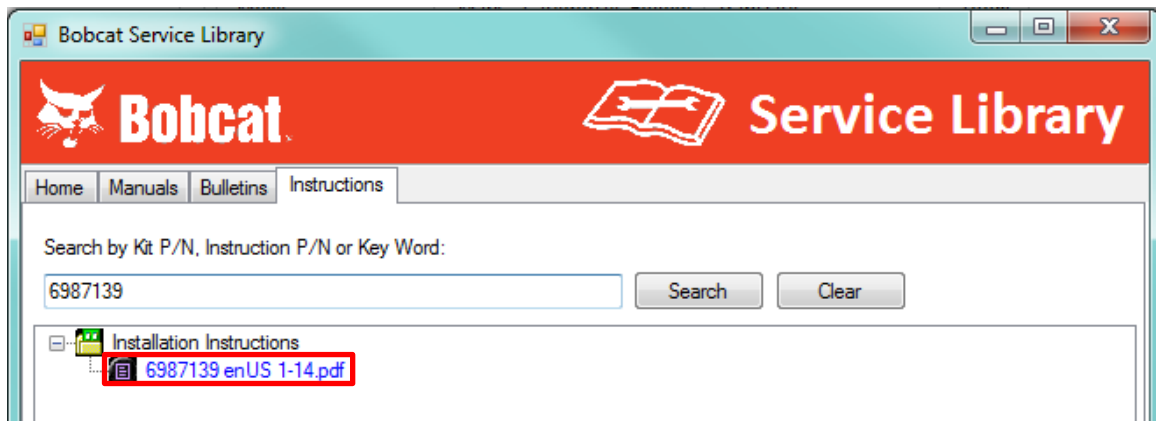 Bobcat Service Library
Bobcat
Service Library
Home Manuals Bulletins Instructions
Search by Kit P/N, Instruction P/N or Key Word:
6987139 Search Clear
Installation Instructions
6987139 enUS 1-14.pdf